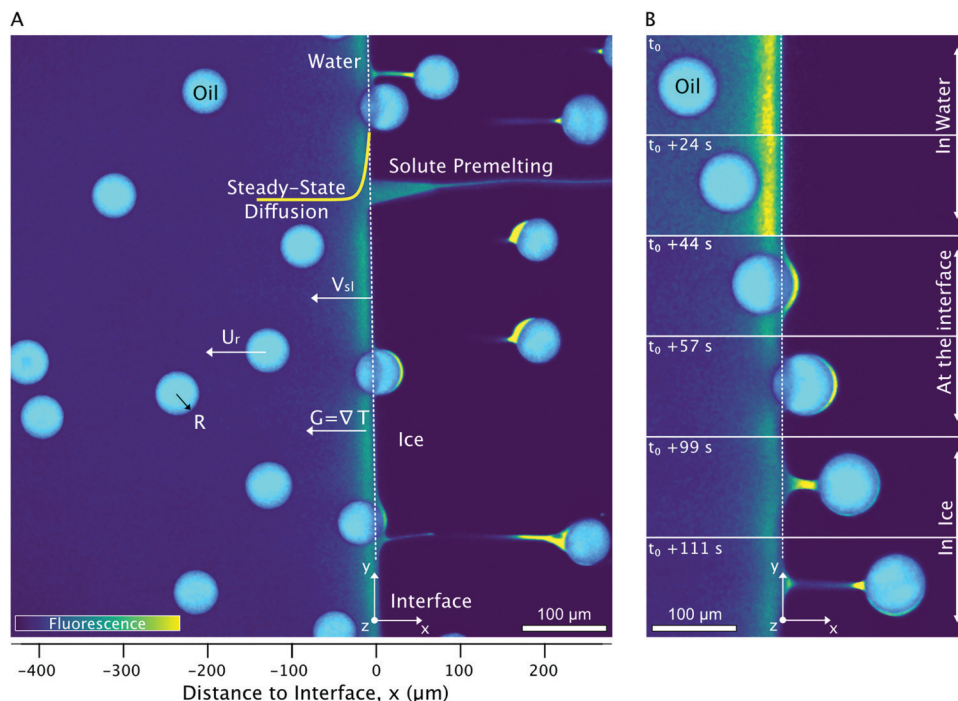 A
Water
Oil
Solute Premelting
Steady-State
Diffusion
Vsl
Ur
R
G=∇T
Ice
y
Interface
z
x
Fluorescence
100 μm
-400
-300
-200
-100
0
100
200
Distance to Interface, x (μm)
B
t₀
Oil
In Water
t₀ +24 s
t₀ +44 s
At the interface
t₀ +57 s
t₀ +99 s
In Ice
t₀ +111 s
y
100 μm
z
x